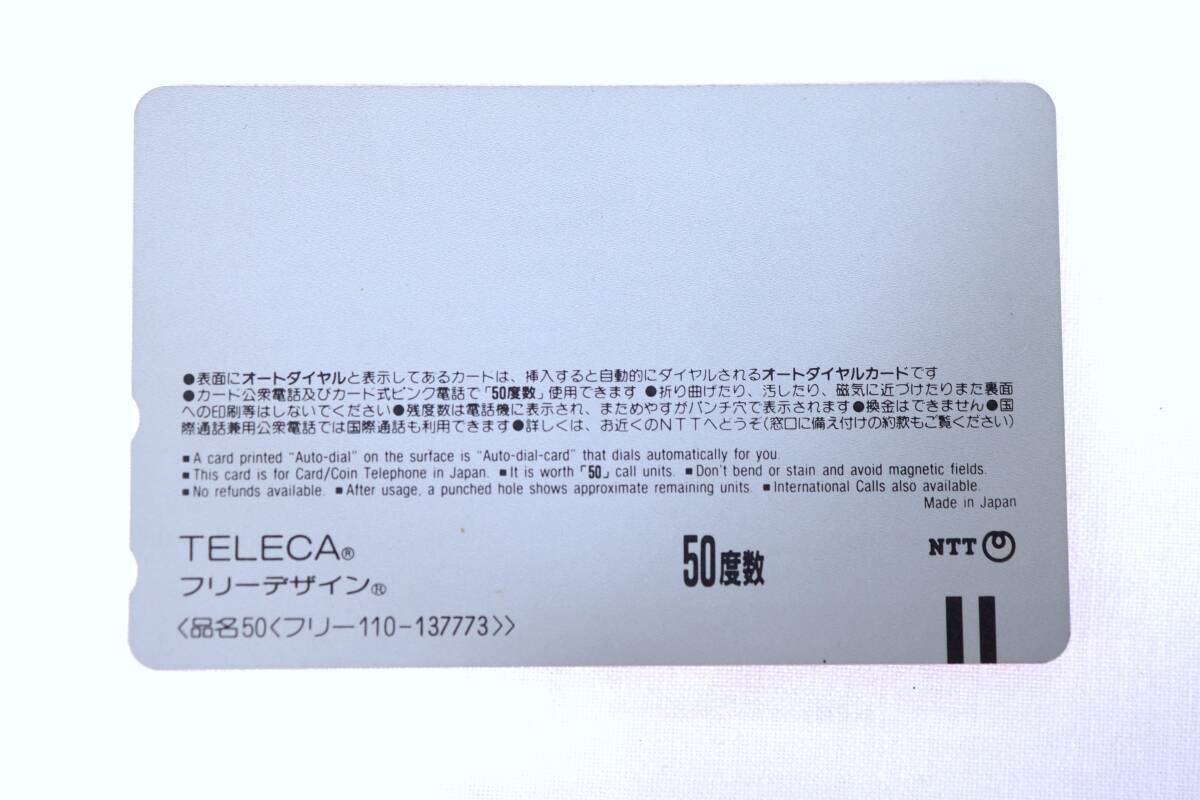 ●表面にオートダイヤルと表示してあるカードは、挿入すると自動的にダイヤルされるオートダイヤルカードです
●カード公衆電話及びカード式ピンク電話で「50度数」使用できます ●折り曲げたり、汚したり、磁気に近づけたりまた裏面
への印刷等はしないでください●残度数は電話機に表示され、まためやすがパンチ穴で表示されます●換金はできません●国
際通話兼用公衆電話では国際通話も利用できます●詳しくは、お近くのNTTへどうぞ(窓口に備え付けの約款もご覧ください)
■A card printed “Auto-dial” on the surface is “Auto-dial-card” that dials automatically for you.
■This card is for Card/Coin Telephone in Japan. ■It is worth「50」call units. ■Don't bend or stain and avoid magnetic fields.
■No refunds available. ■After usage, a punched hole shows approximate remaining units. ■International Calls also available.
Made in Japan
TELECA®
フリーデザイン®
50度数
NTT
〈品名50〈フリー110-137773〉〉